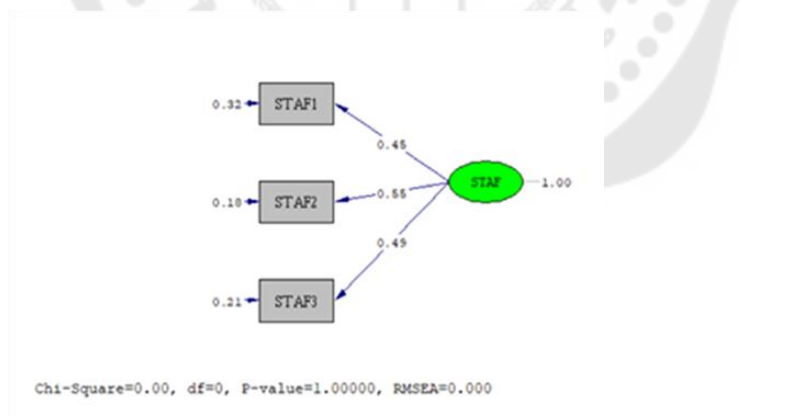 0.32
STAF1
0.45
STAF
1.00
0.18
STAF2
0.55
0.49
0.21
STAF3
Chi-Square=0.00, df=0, P-value=1.00000, RMSEA=0.000